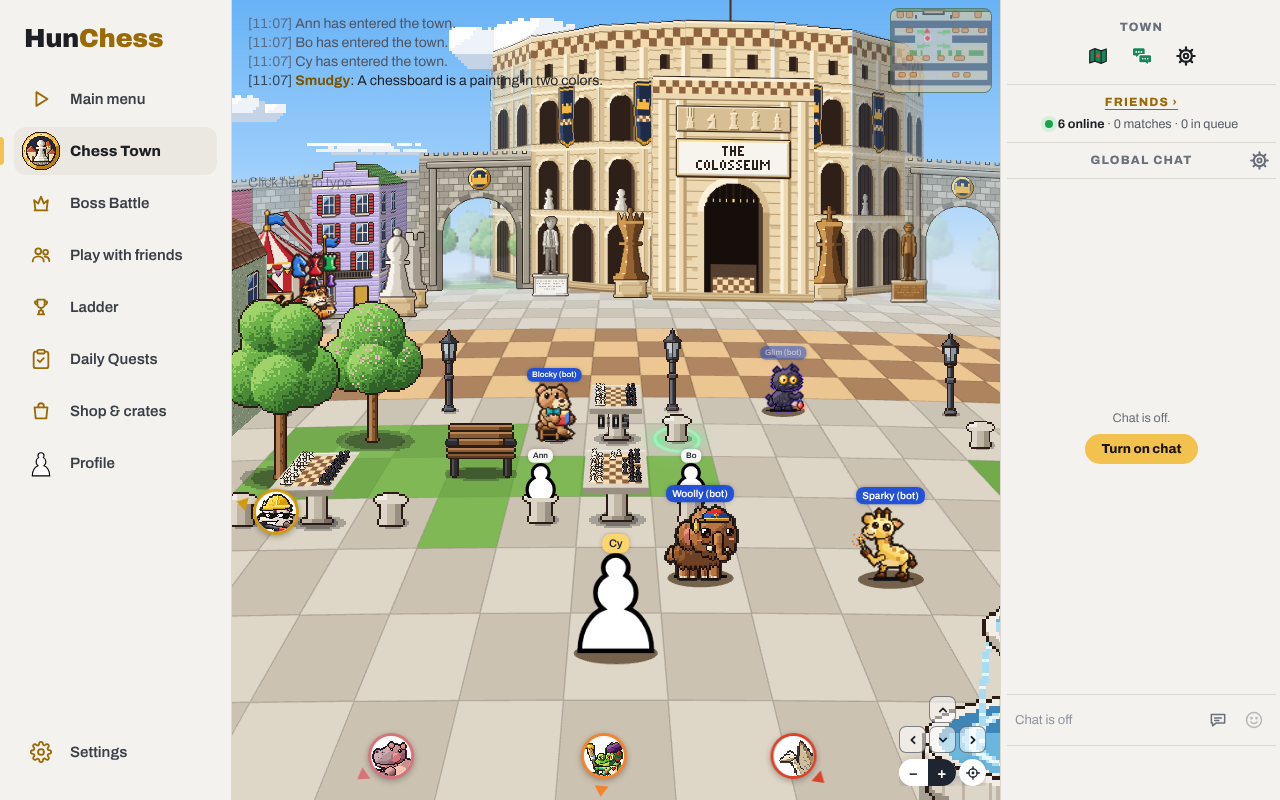 HunChess
Main menu
Chess Town
Boss Battle
Play with friends
Ladder
Daily Quests
Shop & crates
Profile
Settings
[11:07] Ann has entered the town.
[11:07] Bo has entered the town.
[11:07] Cy has entered the town.
[11:07] Smudgy: A chessboard is a painting in two colors.
Click here to type
THE
COLOSSEUM
Glim (bot)
Blocky (bot)
0:05
Ann
Bo
Woolly (bot)
Sparky (bot)
Cy
TOWN
FRIENDS ›
6 online · 0 matches · 0 in queue
GLOBAL CHAT
Chat is off.
Turn on chat
Chat is off